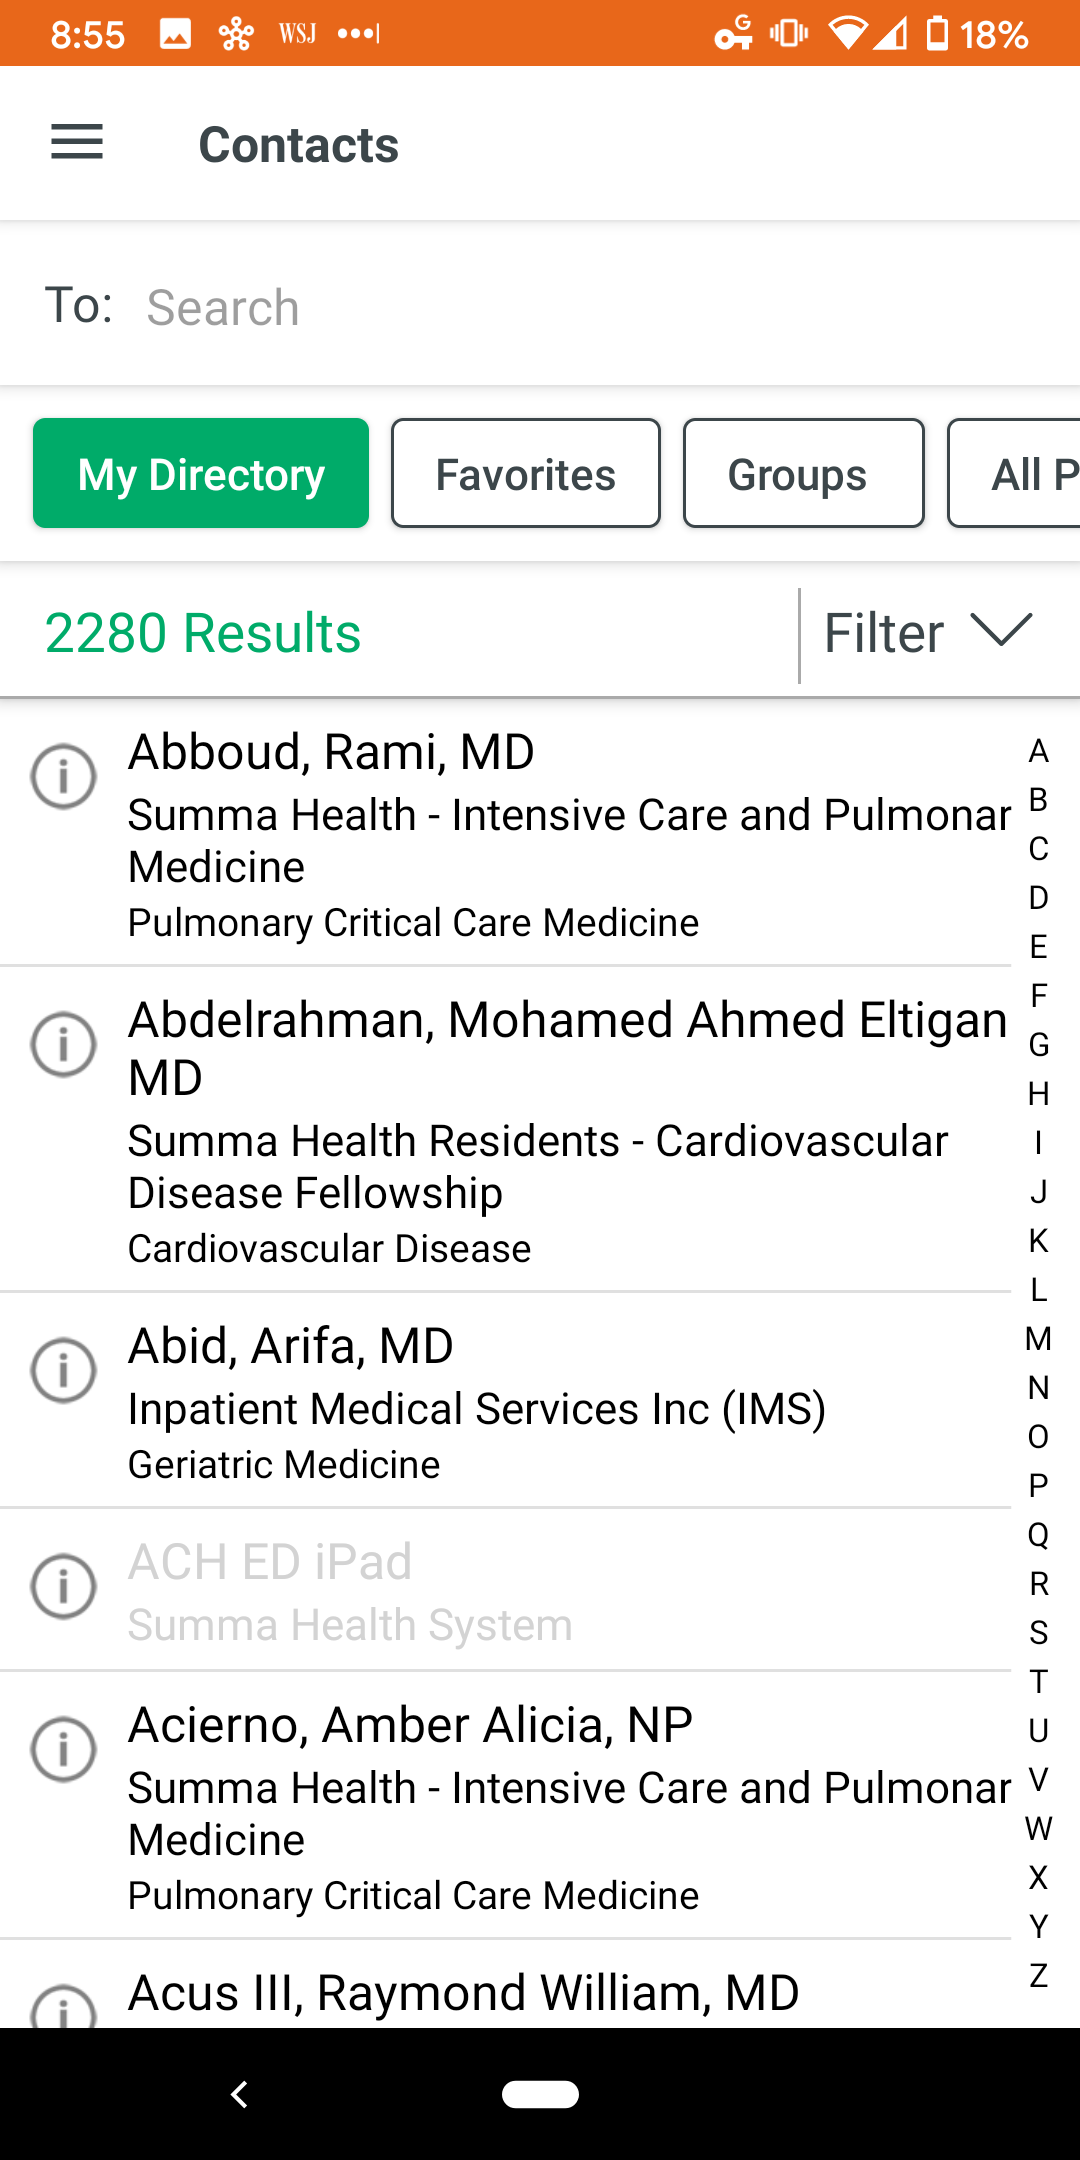 8:55 WSJ G 18%
Contacts
To: Search
My Directory Favorites Groups All P
2280 Results Filter
Abboud, Rami, MD
Summa Health - Intensive Care and Pulmonar
Medicine
Pulmonary Critical Care Medicine
Abdelrahman, Mohamed Ahmed Eltigan
MD
Summa Health Residents - Cardiovascular
Disease Fellowship
Cardiovascular Disease
Abid, Arifa, MD
Inpatient Medical Services Inc (IMS)
Geriatric Medicine
ACH ED iPad
Summa Health System
Acierno, Amber Alicia, NP
Summa Health - Intensive Care and Pulmonar
Medicine
Pulmonary Critical Care Medicine
Acus III, Raymond William, MD
A
B
C
D
E
F
G
H
I
J
K
L
M
N
O
P
Q
R
S
T
U
V
W
X
Y
Z